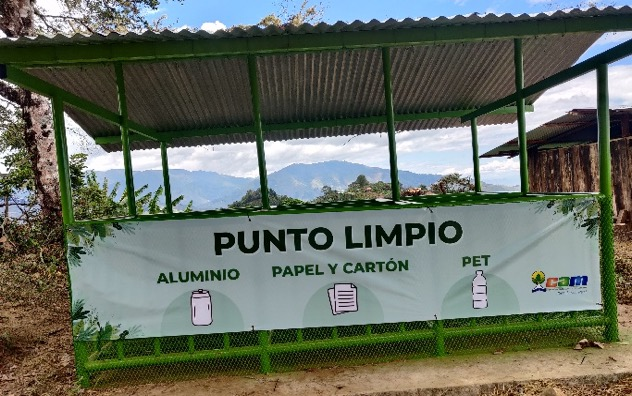 PUNTO LIMPIO
ALUMINIO PAPEL Y CARTÓN PET
cam